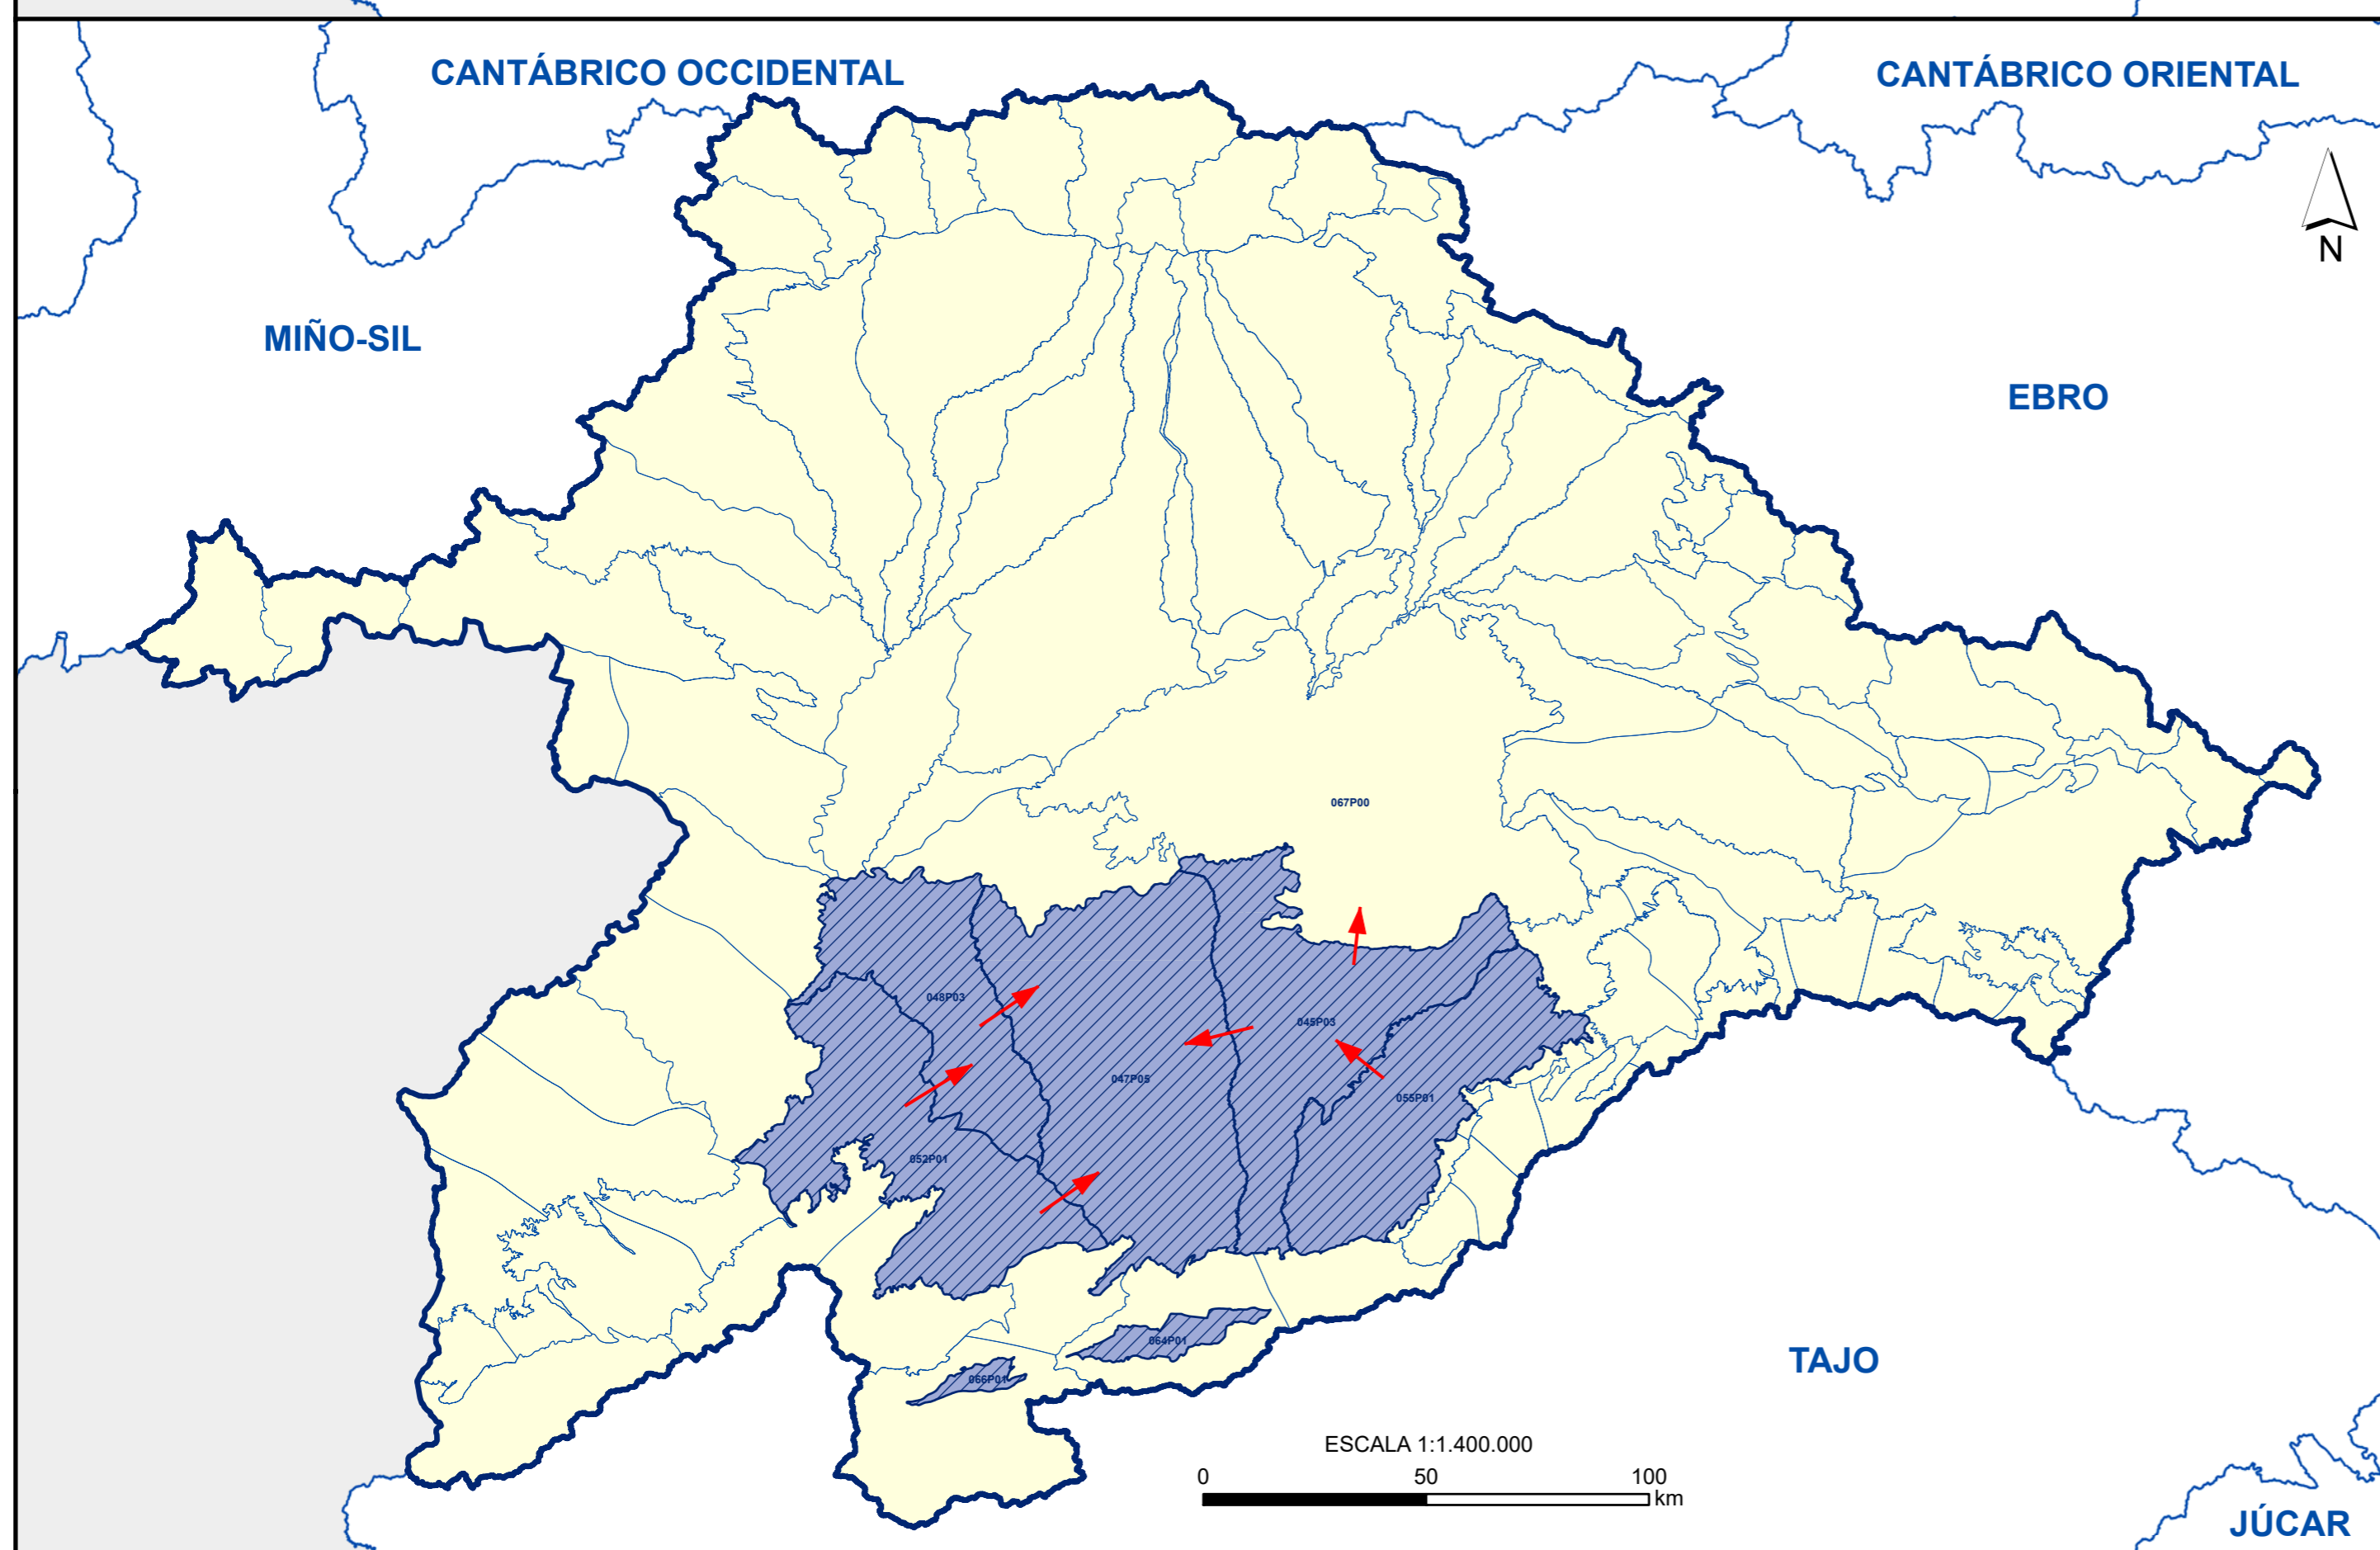 CANTÁBRICO OCCIDENTAL
CANTÁBRICO ORIENTAL
N
MIÑO-SIL
EBRO
067P00
048P03
045P03
047P05
055P01
052P01
064P01
066P01
TAJO
ESCALA 1:1.400.000
0 50 100
km
JÚCAR